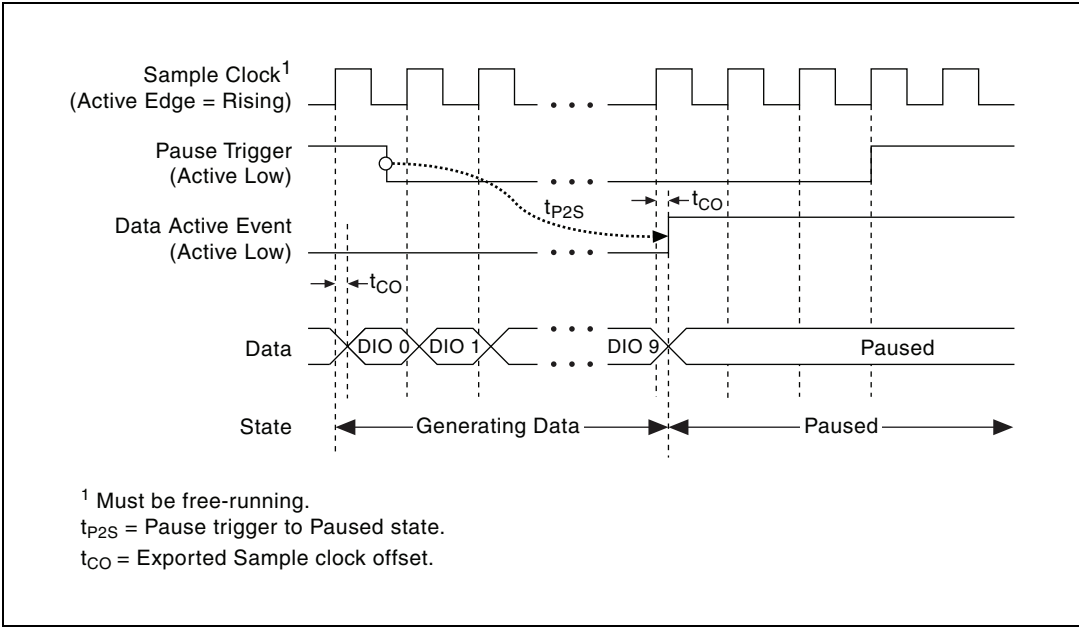 Sample Clock1
(Active Edge = Rising)
Pause Trigger
(Active Low)
tP2S
tCO
Data Active Event
(Active Low)
tCO
Data
DIO 0
DIO 1
DIO 9
Paused
State
Generating Data
Paused
1 Must be free-running.
tP2S = Pause trigger to Paused state.
tCO = Exported Sample clock offset.